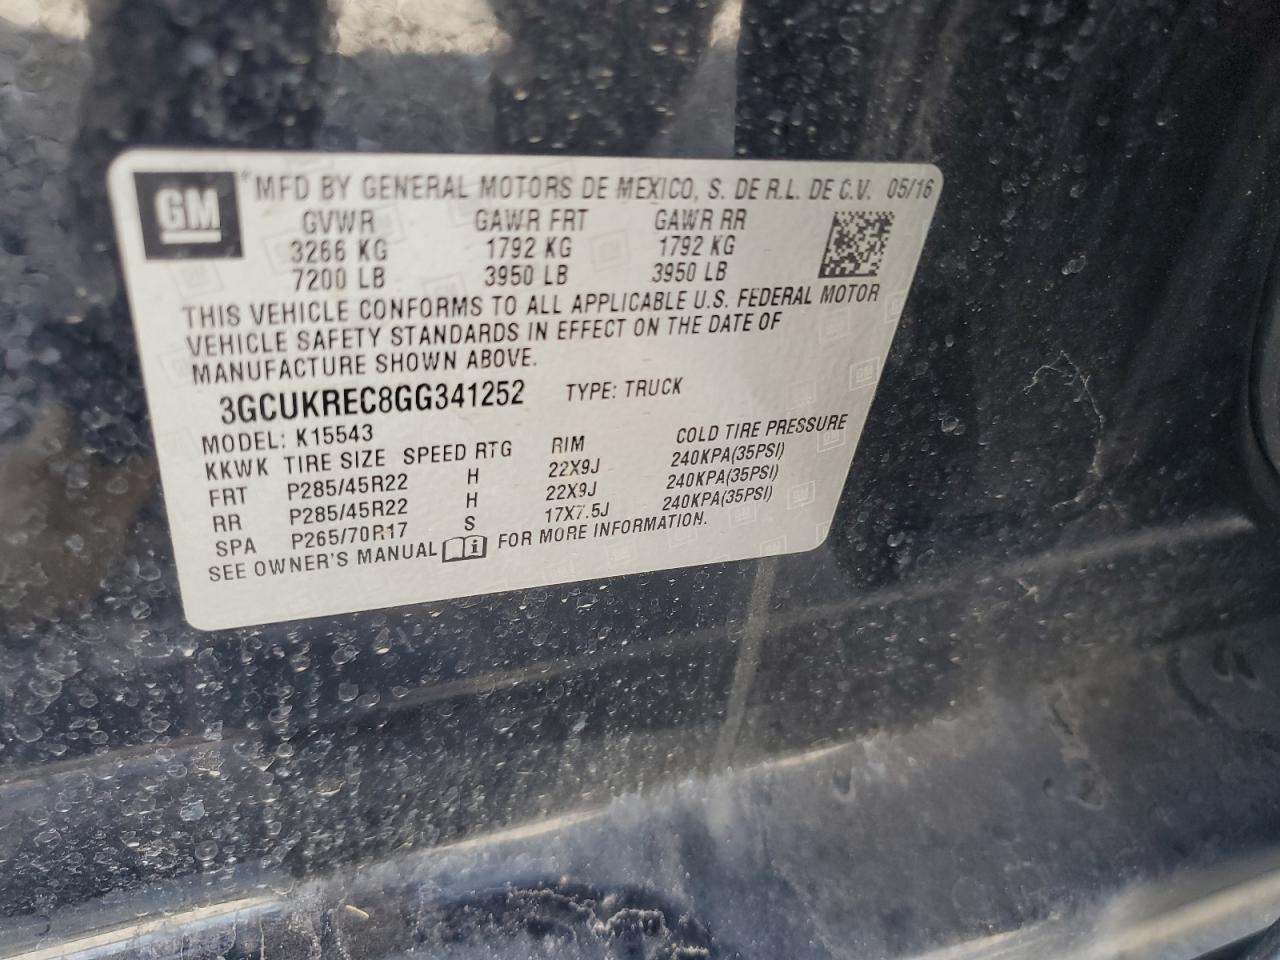 GM ® MFD BY GENERAL MOTORS DE MEXICO, S. DE R.L. DE C.V. 05/16
GVWR GAWR FRT GAWR RR
3266 KG 1792 KG 1792 KG
7200 LB 3950 LB 3950 LB
THIS VEHICLE CONFORMS TO ALL APPLICABLE U.S. FEDERAL MOTOR
VEHICLE SAFETY STANDARDS IN EFFECT ON THE DATE OF
MANUFACTURE SHOWN ABOVE.
3GCUKREC8GG341252 TYPE: TRUCK
MODEL: K15543
KKWK TIRE SIZE SPEED RTG RIM COLD TIRE PRESSURE
FRT P285/45R22 H 22X9J 240KPA(35PSI)
RR P285/45R22 H 22X9J 240KPA(35PSI)
SPA P265/70R17 S 17X7.5J 240KPA(35PSI)
SEE OWNER'S MANUAL FOR MORE INFORMATION.